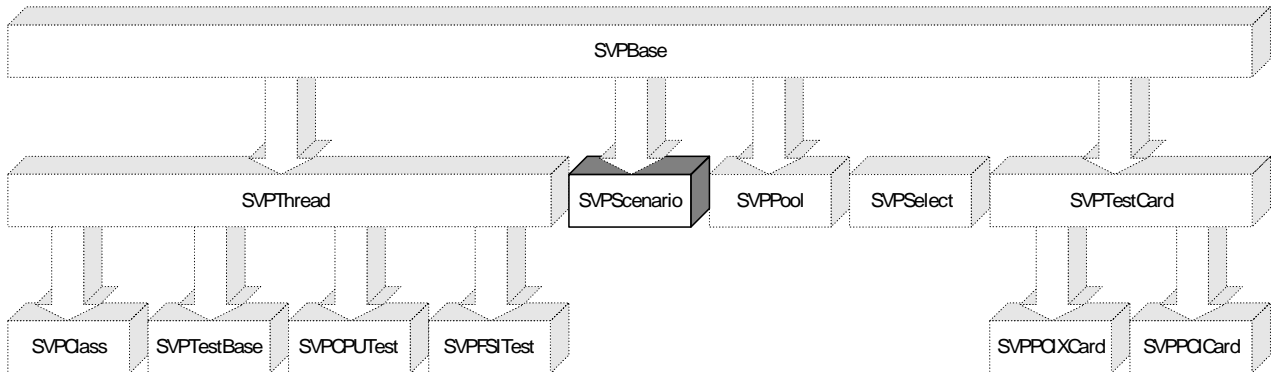 SVPBase
SVPThread
SVPScenario
SVPPool
SVPSelect
SVPTestCard
SVPClass
SVPTestBase
SVPCPUTest
SVPFSITest
SVPPCIXCard
SVPPCICard